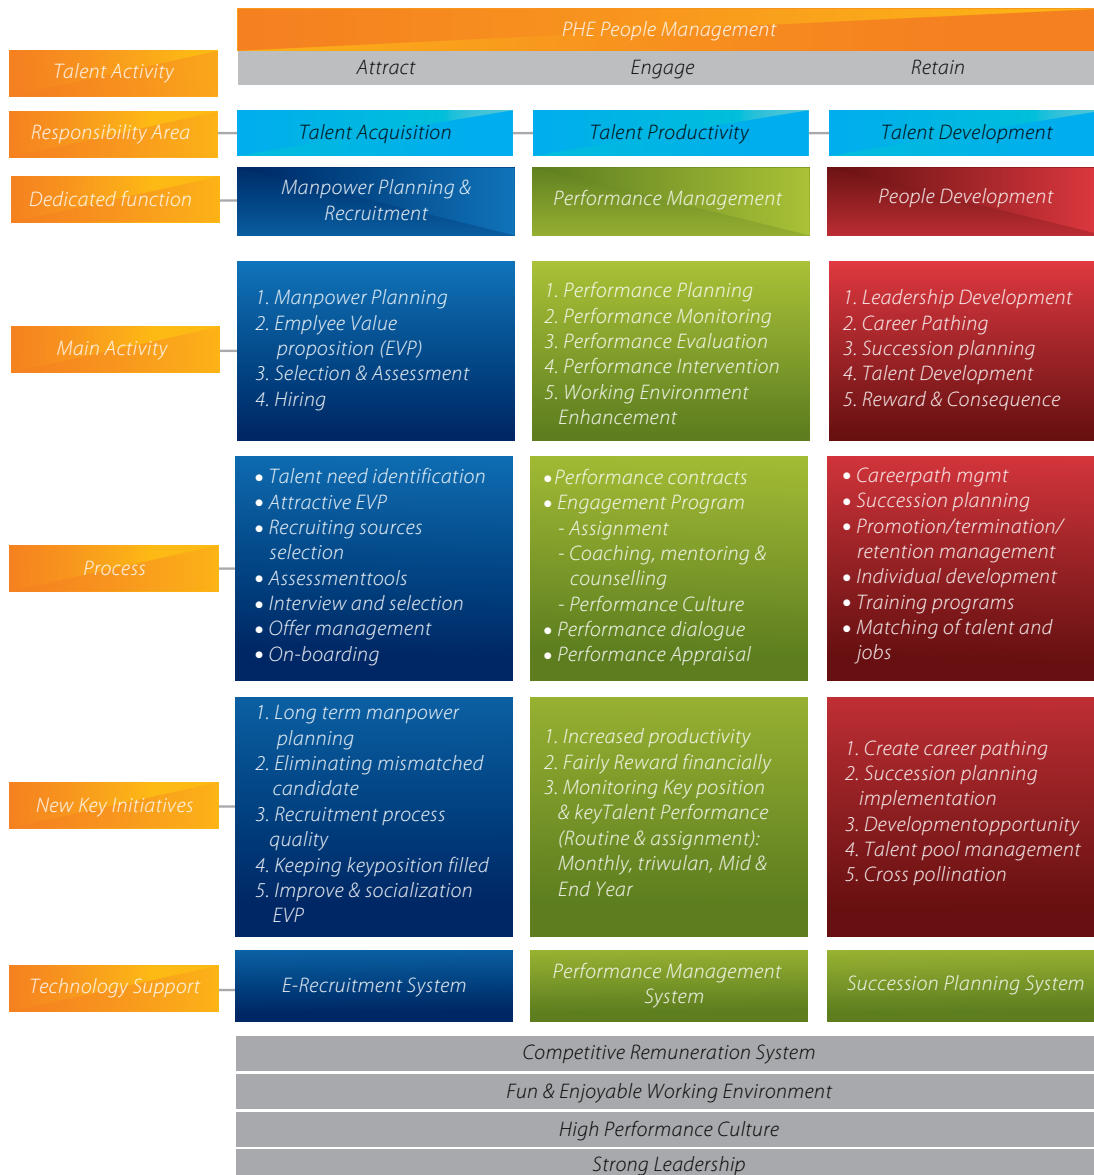 PHE People Management
Talent Activity
Attract
Engage
Retain
Responsibility Area
Talent Acquisition
Talent Productivity
Talent Development
Dedicated function
Manpower Planning &
Recruitment
Performance Management
People Development
Main Activity
1. Manpower Planning
2. Emplyee Value
proposition (EVP)
3. Selection & Assessment
4. Hiring
1. Performance Planning
2. Performance Monitoring
3. Performance Evaluation
4. Performance Intervention
5. Working Environment
Enhancement
1. Leadership Development
2. Career Pathing
3. Succession planning
4. Talent Development
5. Reward & Consequence
Process
• Talent need identification
• Attractive EVP
• Recruiting sources
selection
• Assessmenttools
• Interview and selection
• Offer management
• On-boarding
• Performance contracts
• Engagement Program
- Assignment
- Coaching, mentoring &
counselling
- Performance Culture
• Performance dialogue
• Performance Appraisal
• Careerpath mgmt
• Succession planning
• Promotion/termination/
retention management
• Individual development
• Training programs
• Matching of talent and
jobs
New Key Initiatives
1. Long term manpower
planning
2. Eliminating mismatched
candidate
3. Recruitment process
quality
4. Keeping keyposition filled
5. Improve & socialization
EVP
1. Increased productivity
2. Fairly Reward financially
3. Monitoring Key position
& keyTalent Performance
(Routine & assignment):
Monthly, triwulan, Mid &
End Year
1. Create career pathing
2. Succession planning
implementation
3. Developmentopportunity
4. Talent pool management
5. Cross pollination
Technology Support
E-Recruitment System
Performance Management
System
Succession Planning System
Competitive Remuneration System
Fun & Enjoyable Working Environment
High Performance Culture
Strong Leadership